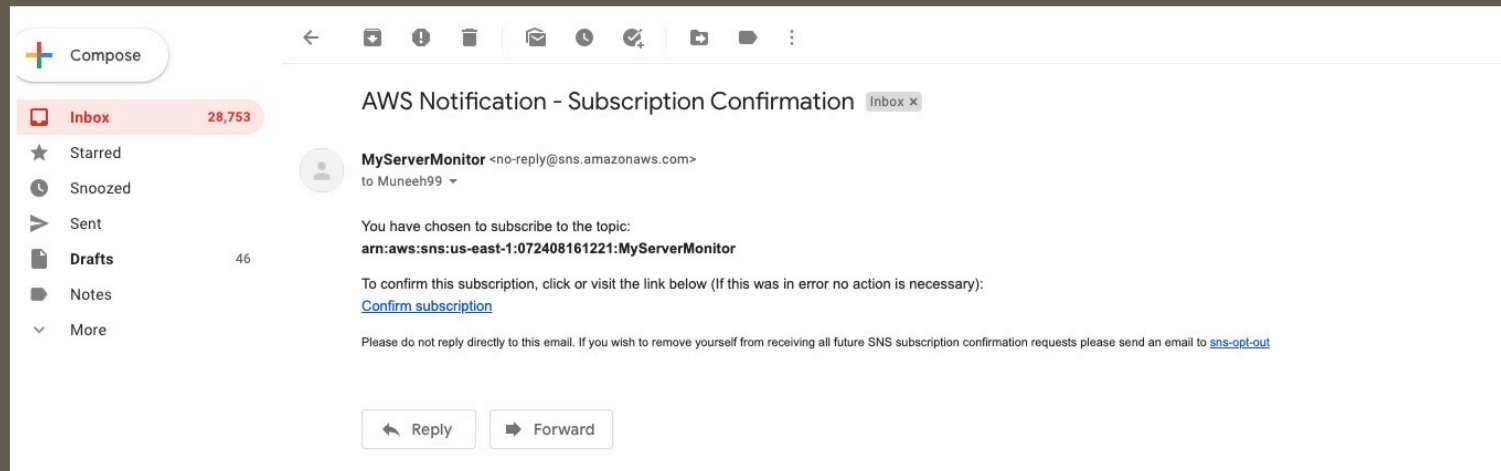 Compose
Inbox 28,753
Starred
Snoozed
Sent
Drafts 46
Notes
More
AWS Notification - Subscription Confirmation Inbox ×
MyServerMonitor <no-reply@sns.amazonaws.com>
to Muneeh99
You have chosen to subscribe to the topic:
arn:aws:sns:us-east-1:072408161221:MyServerMonitor
To confirm this subscription, click or visit the link below (If this was in error no action is necessary):
Confirm subscription
Please do not reply directly to this email. If you wish to remove yourself from receiving all future SNS subscription confirmation requests please send an email to sns-opt-out
Reply Forward